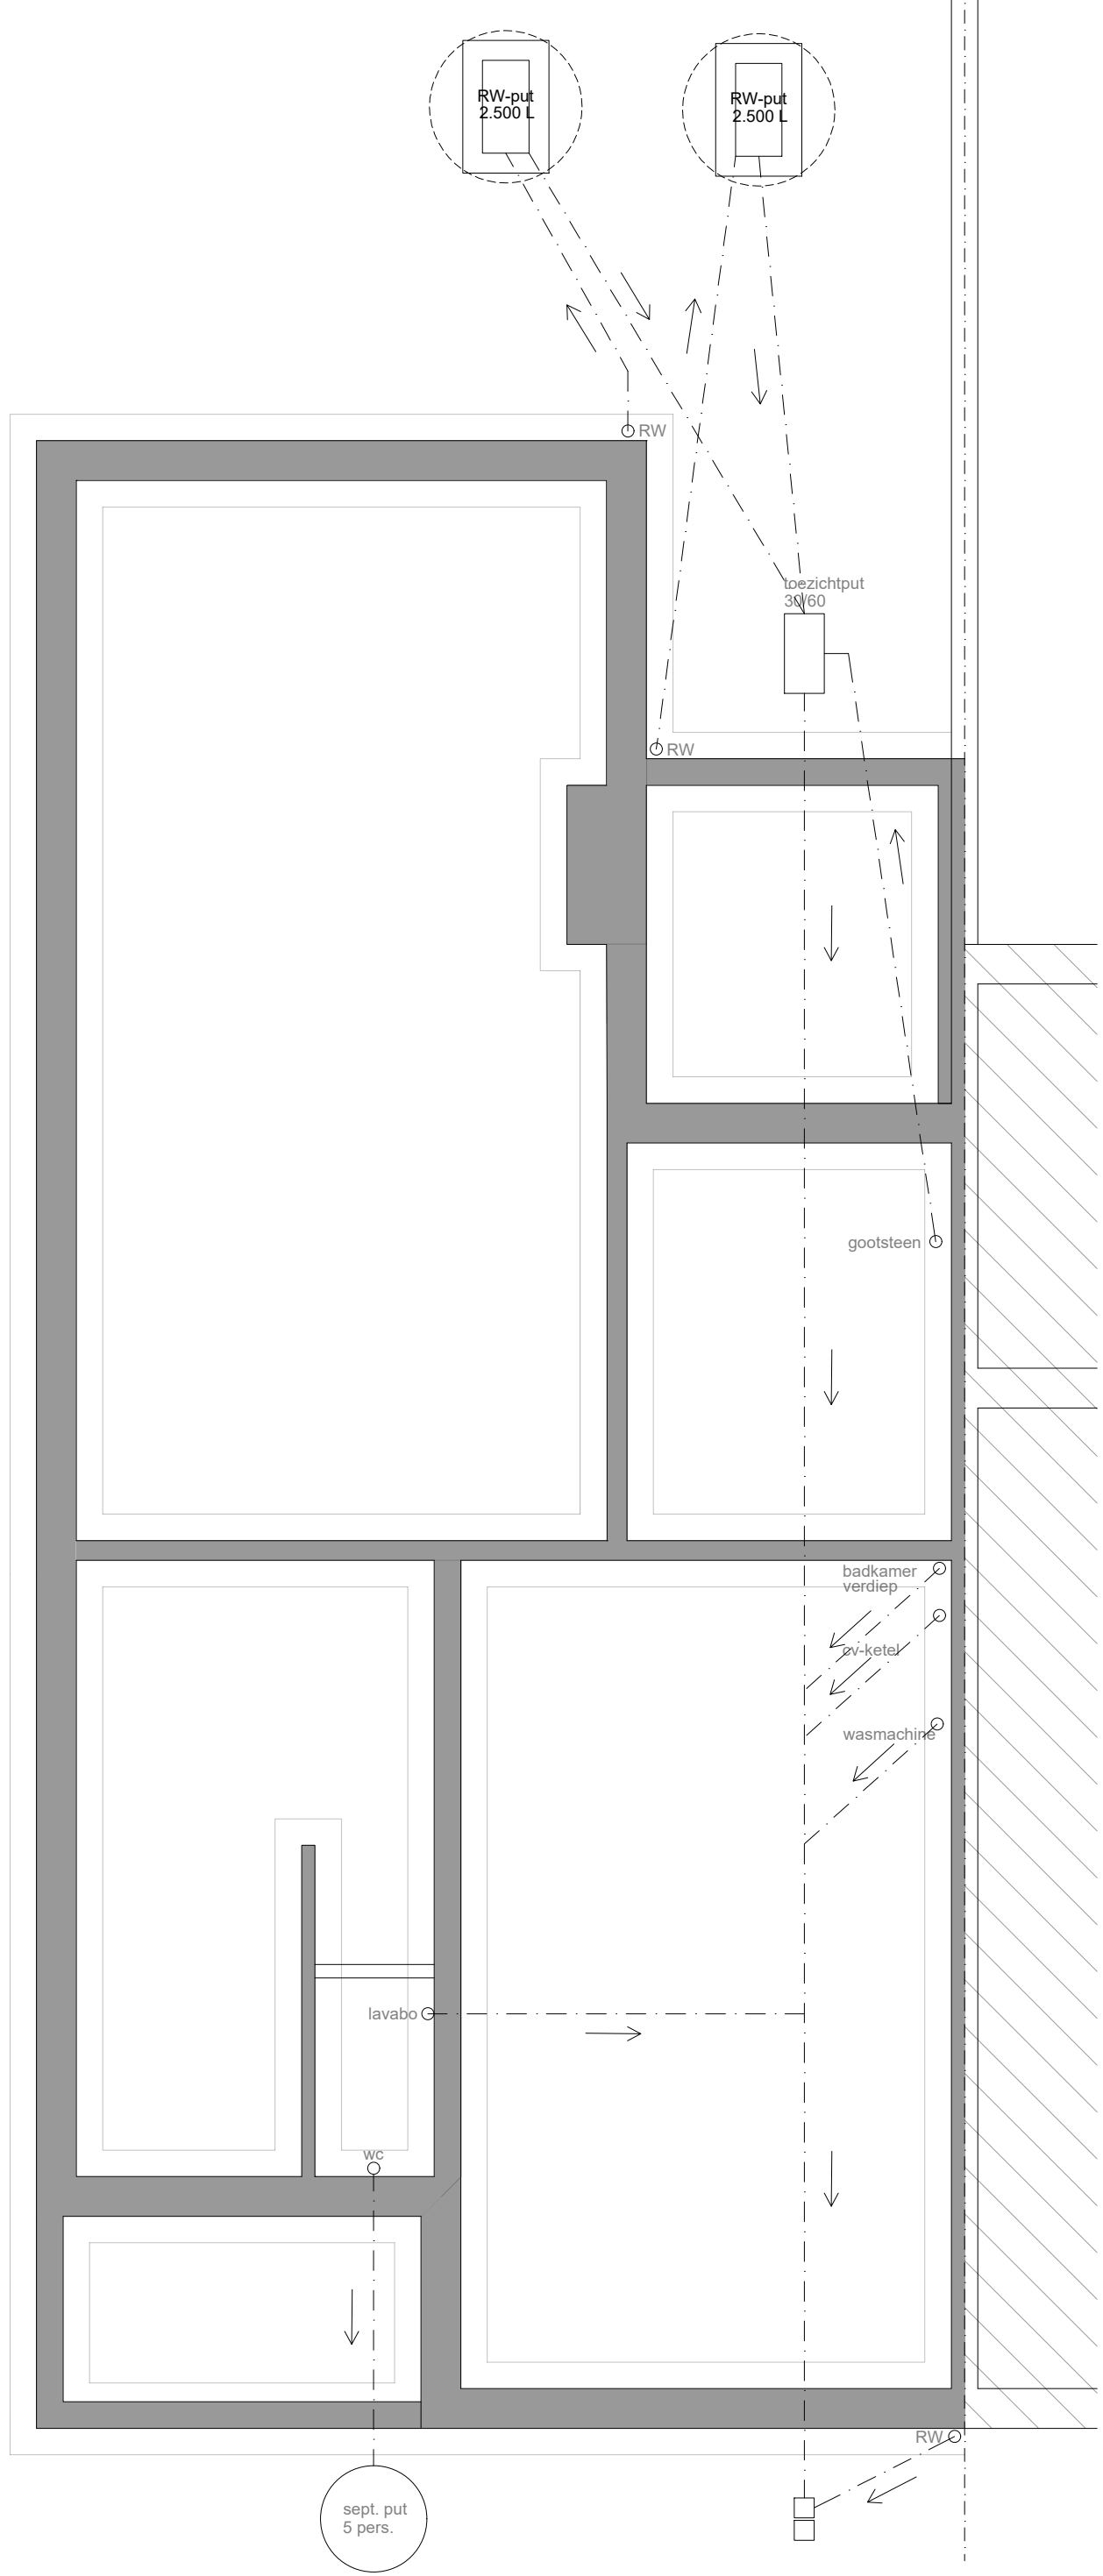 RW-put
2.500 L
RW-put
2.500 L
RW
toezichtput
30/60
RW
gootsteen
badkamer
verdiep
cv-ketel
wasmachine
lavabo
wc
RW
sept. put
5 pers.